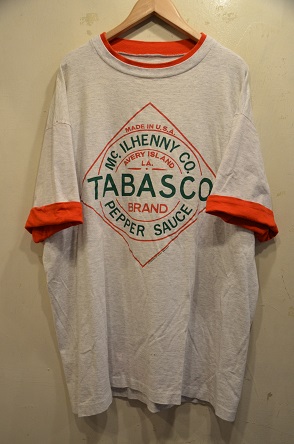 MADE IN U.S.A.
MC. ILHENNY CO.
AVERY ISLAND
LA.
TABASCO
BRAND
PEPPER SAUCE